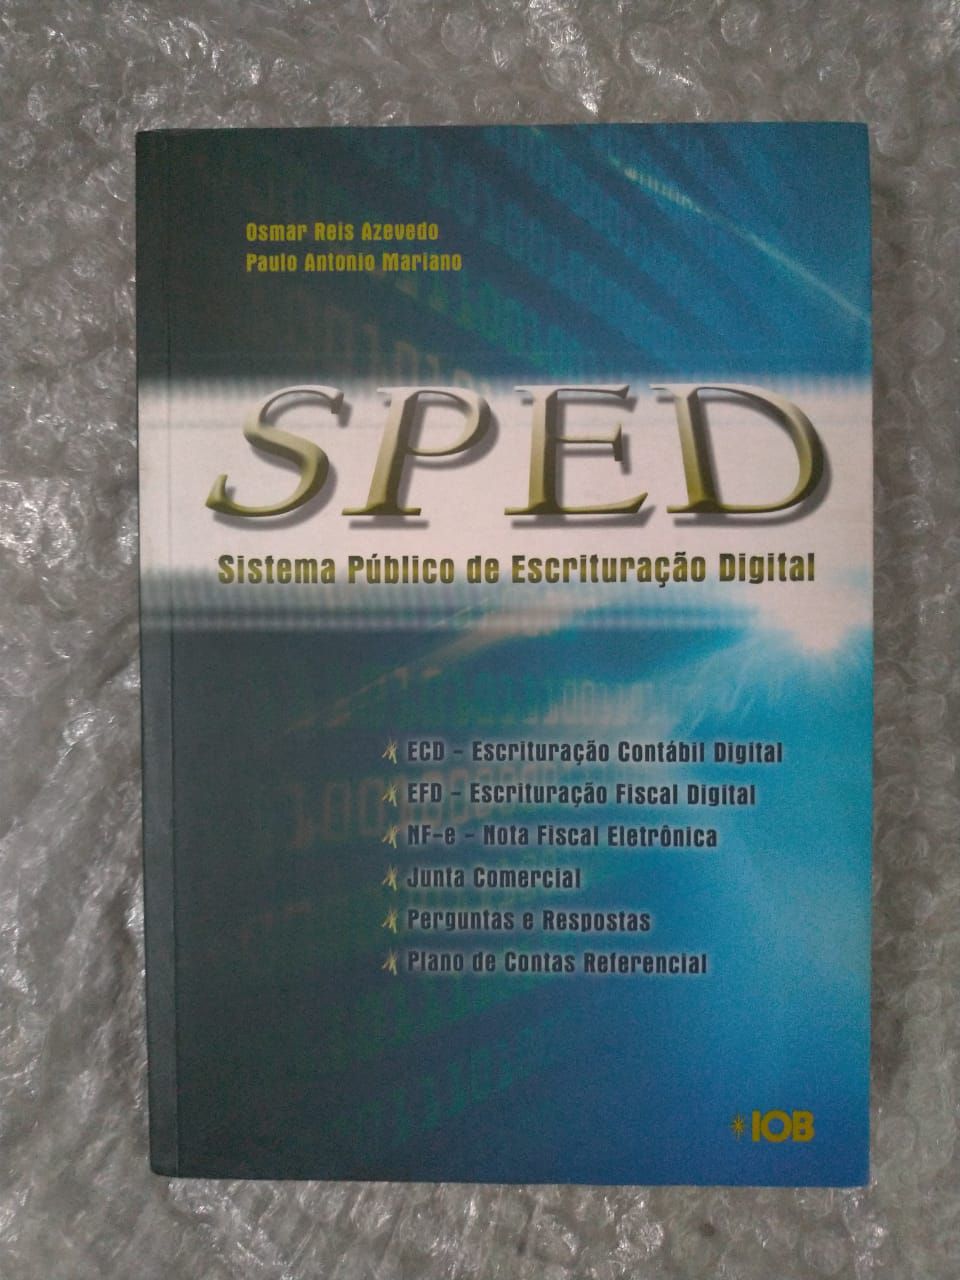 Osmar Reis Azevedo
Paulo Antonio Mariano
SPED
Sistema Público de Escrituração Digital
ECD - Escrituração Contábil Digital
EFD - Escrituração Fiscal Digital
NF-e - Nota Fiscal Eletrônica
Junta Comercial
Perguntas e Respostas
Plano de Contas Referencial
IOB